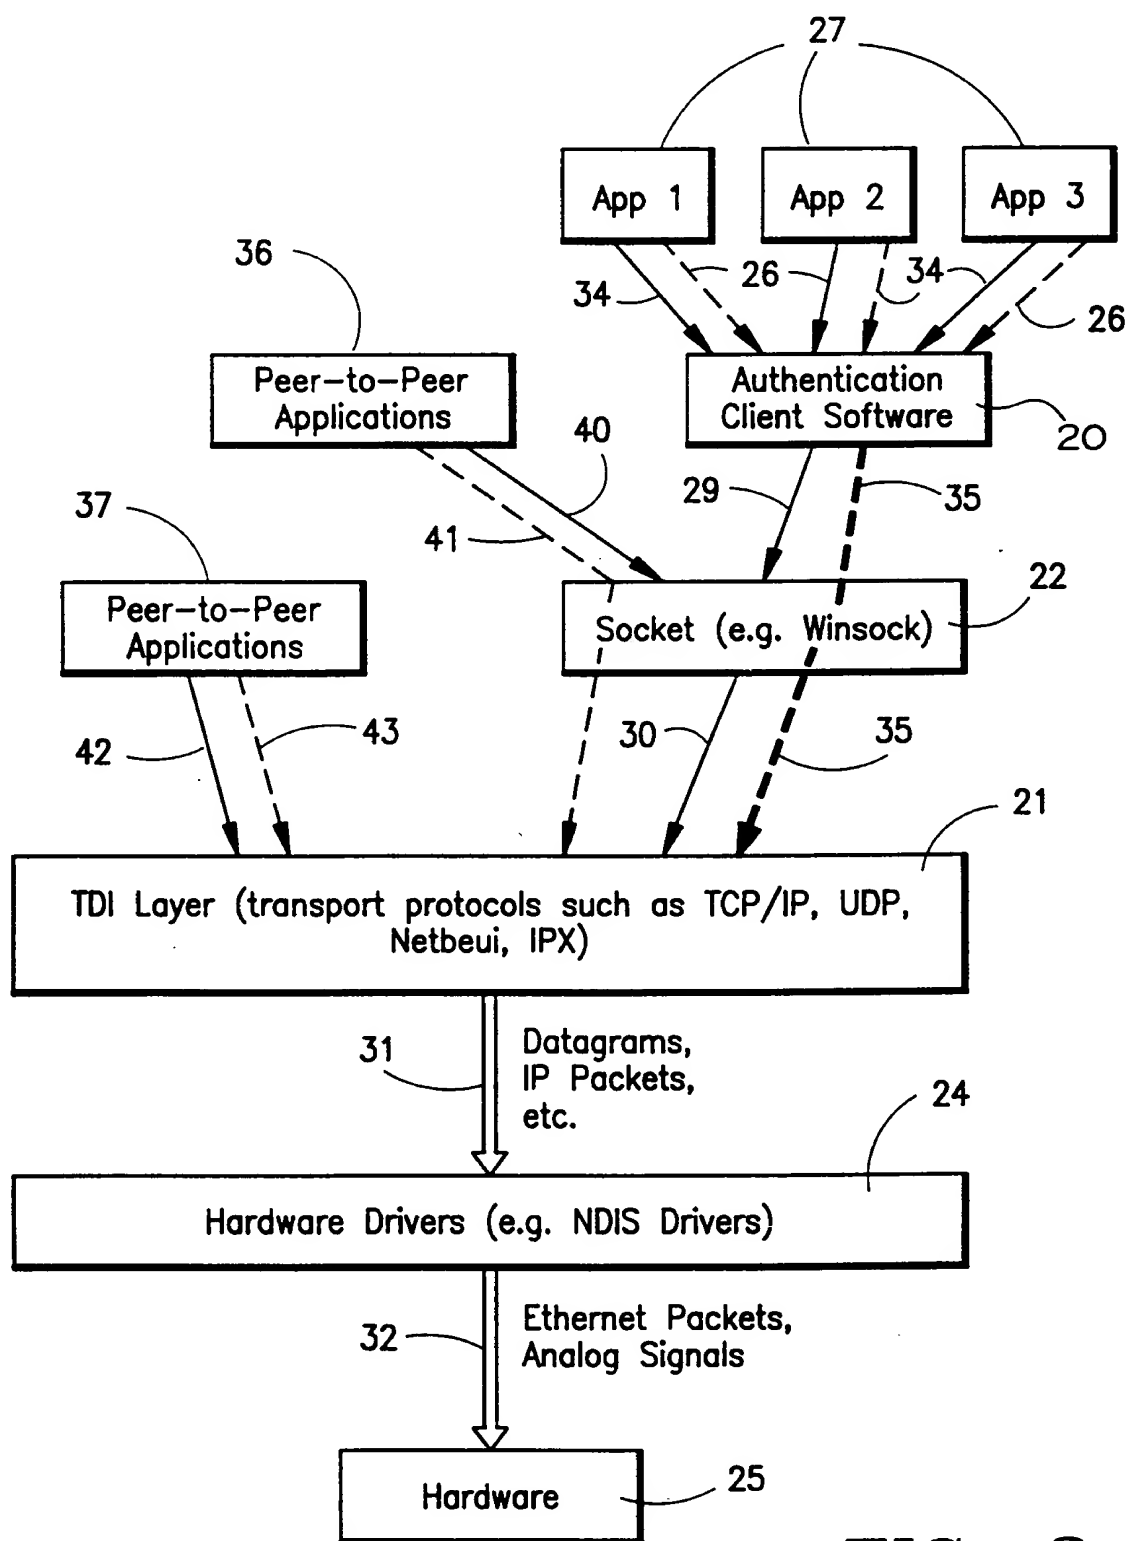 27
App 1
App 2
App 3
36
34
26
34
26
Peer-to-Peer
Applications
Authentication
Client Software
20
40
29
35
37
41
22
Peer-to-Peer
Applications
Socket (e.g. Winsock)
42
43
30
35
21
TDI Layer (transport protocols such as TCP/IP, UDP,
Netbeui, IPX)
31
Datagrams,
IP Packets,
etc.
24
Hardware Drivers (e.g. NDIS Drivers)
32
Ethernet Packets,
Analog Signals
Hardware
25